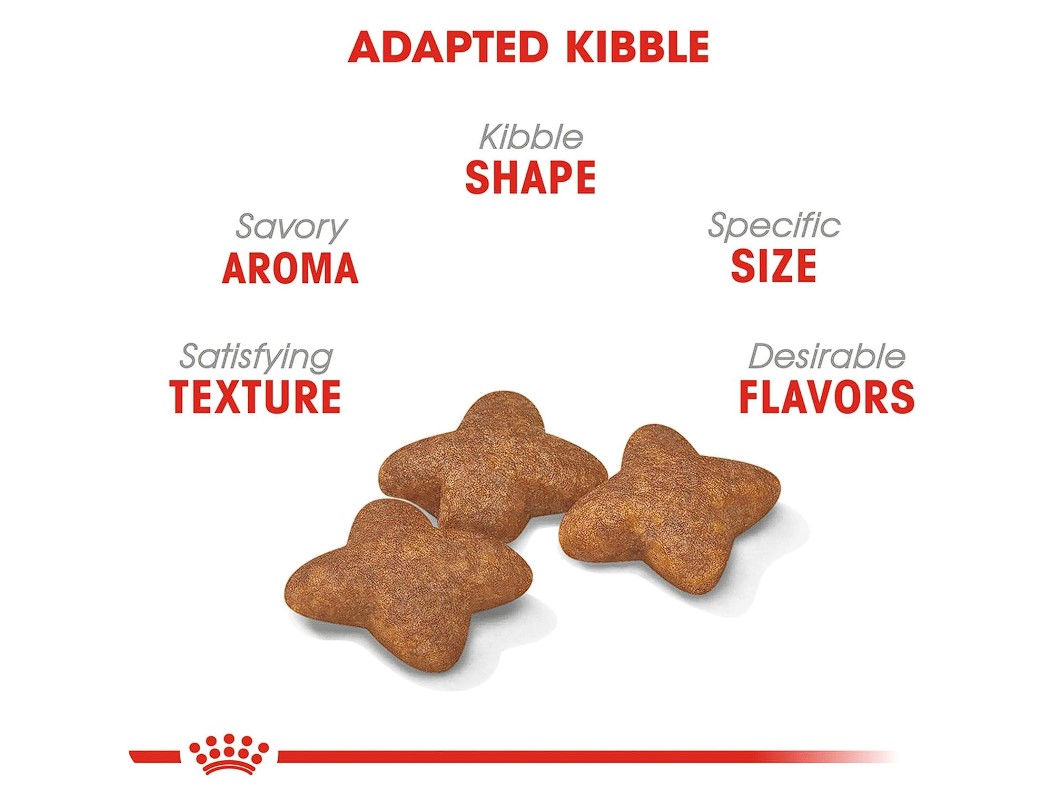 ADAPTED KIBBLE
Kibble
SHAPE
Savory
AROMA
Specific
SIZE
Satisfying
TEXTURE
Desirable
FLAVORS